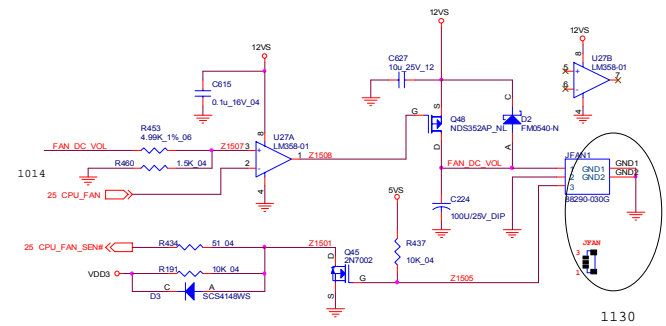 12VS
12VS
12VS
C627
10u_25V_12
U27B
LM358-01
8
5
6
7
4
C615
0.1u_16V_04
S
C
G
Q48
NDS352AP_NL
D2
FM0540-N
D
A
R453
4.99K_1%_06
8
U27A
LM358-01
FAN_DC_VOL
Z1507
3
1
Z1508
R460
1.5K_04
2
4
1014
25 CPU_FAN
FAN_DC_VOL
JFAN1
1
2
3
GND1
GND2
GND1
GND2
88290-030G
5VS
C224
100U/25V_DIP
25 CPU_FAN_SEN#
R434
51_04
Z1501
Q45
2N7002
D
G
S
R437
10K_04
Z1505
VDD3
R191
10K_04
C
A
D3
SCS4148WS
JFAN
3
1
1130